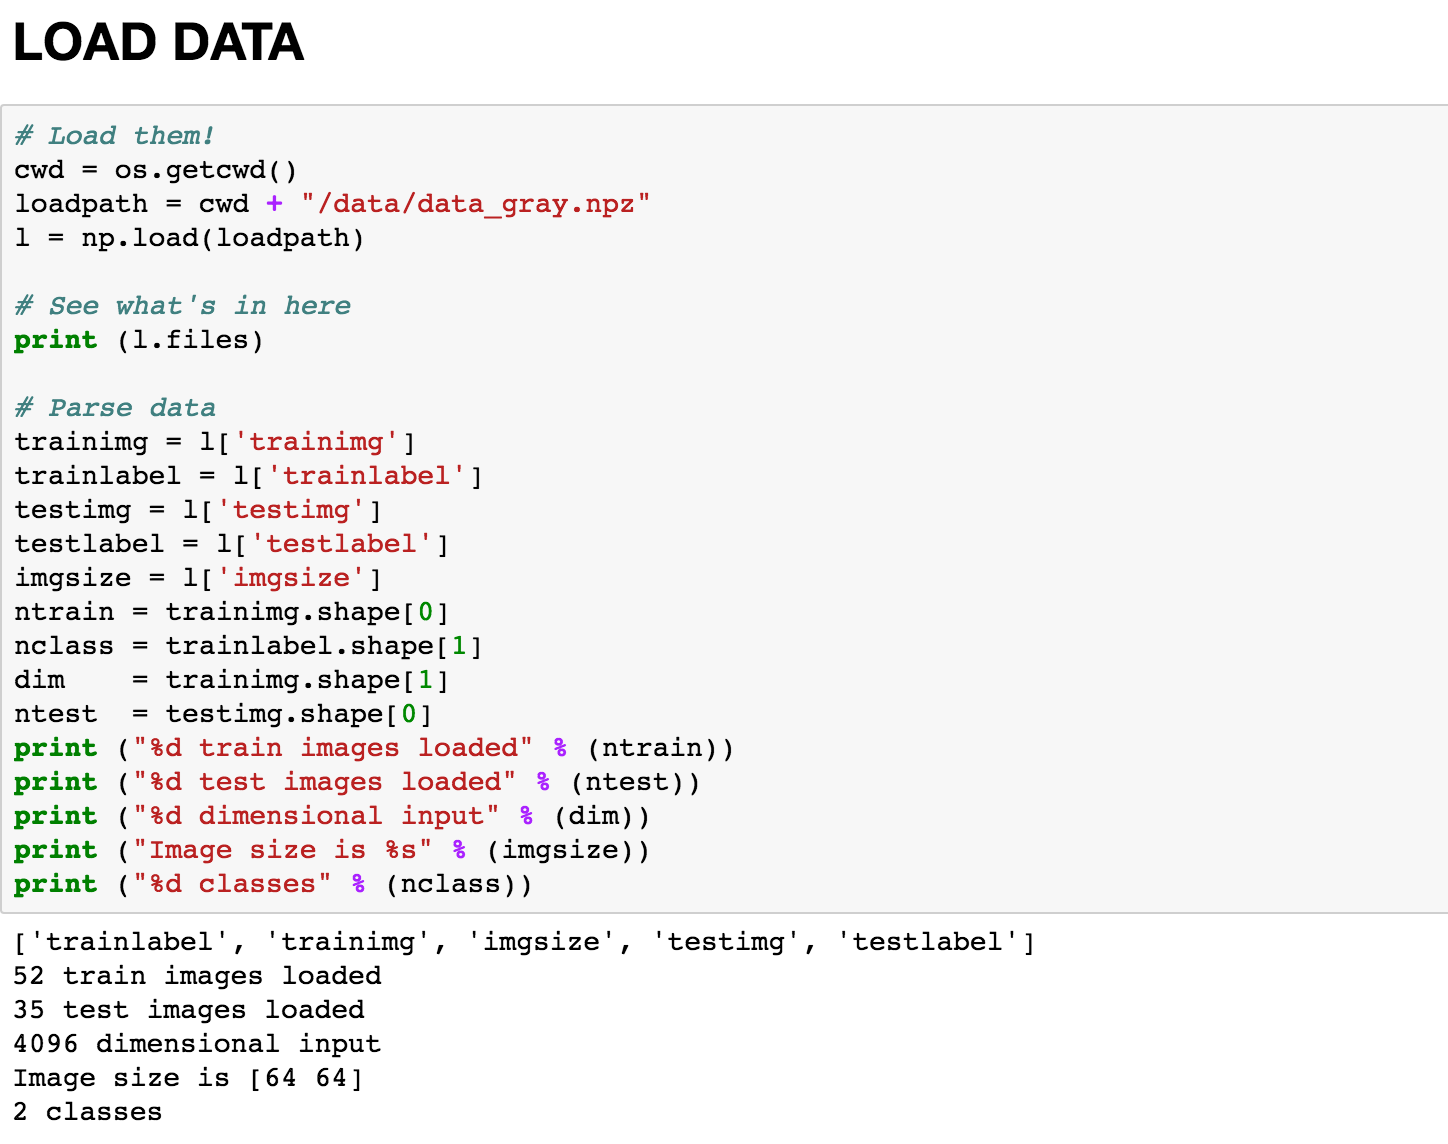 LOAD DATA
# Load them!
cwd = os.getcwd()
loadpath = cwd + "/data/data_gray.npz"
l = np.load(loadpath)
# See what's in here
print (l.files)
# Parse data
trainimg = l['trainimg']
trainlabel = l['trainlabel']
testimg = l['testimg']
testlabel = l['testlabel']
imgsize = l['imgsize']
ntrain = trainimg.shape[0]
nclass = trainlabel.shape[1]
dim    = trainimg.shape[1]
ntest  = testimg.shape[0]
print ("%d train images loaded" % (ntrain))
print ("%d test images loaded" % (ntest))
print ("%d dimensional input" % (dim))
print ("Image size is %s" % (imgsize))
print ("%d classes" % (nclass))
['trainlabel', 'trainimg', 'imgsize', 'testimg', 'testlabel']
52 train images loaded
35 test images loaded
4096 dimensional input
Image size is [64 64]
2 classes